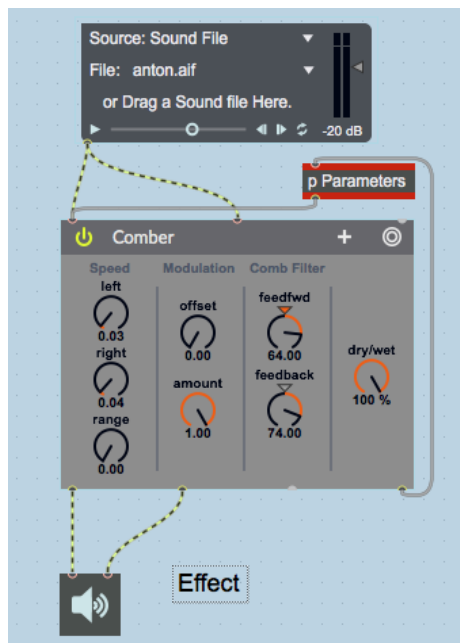 Source: Sound File
File: anton.aif
or Drag a Sound file Here.
-20 dB
p Parameters
Comber
Speed
Modulation
Comb Filter
left
0.03
right
0.04
range
0.00
offset
0.00
amount
1.00
feedfwd
64.00
feedback
74.00
dry/wet
100 %
Effect